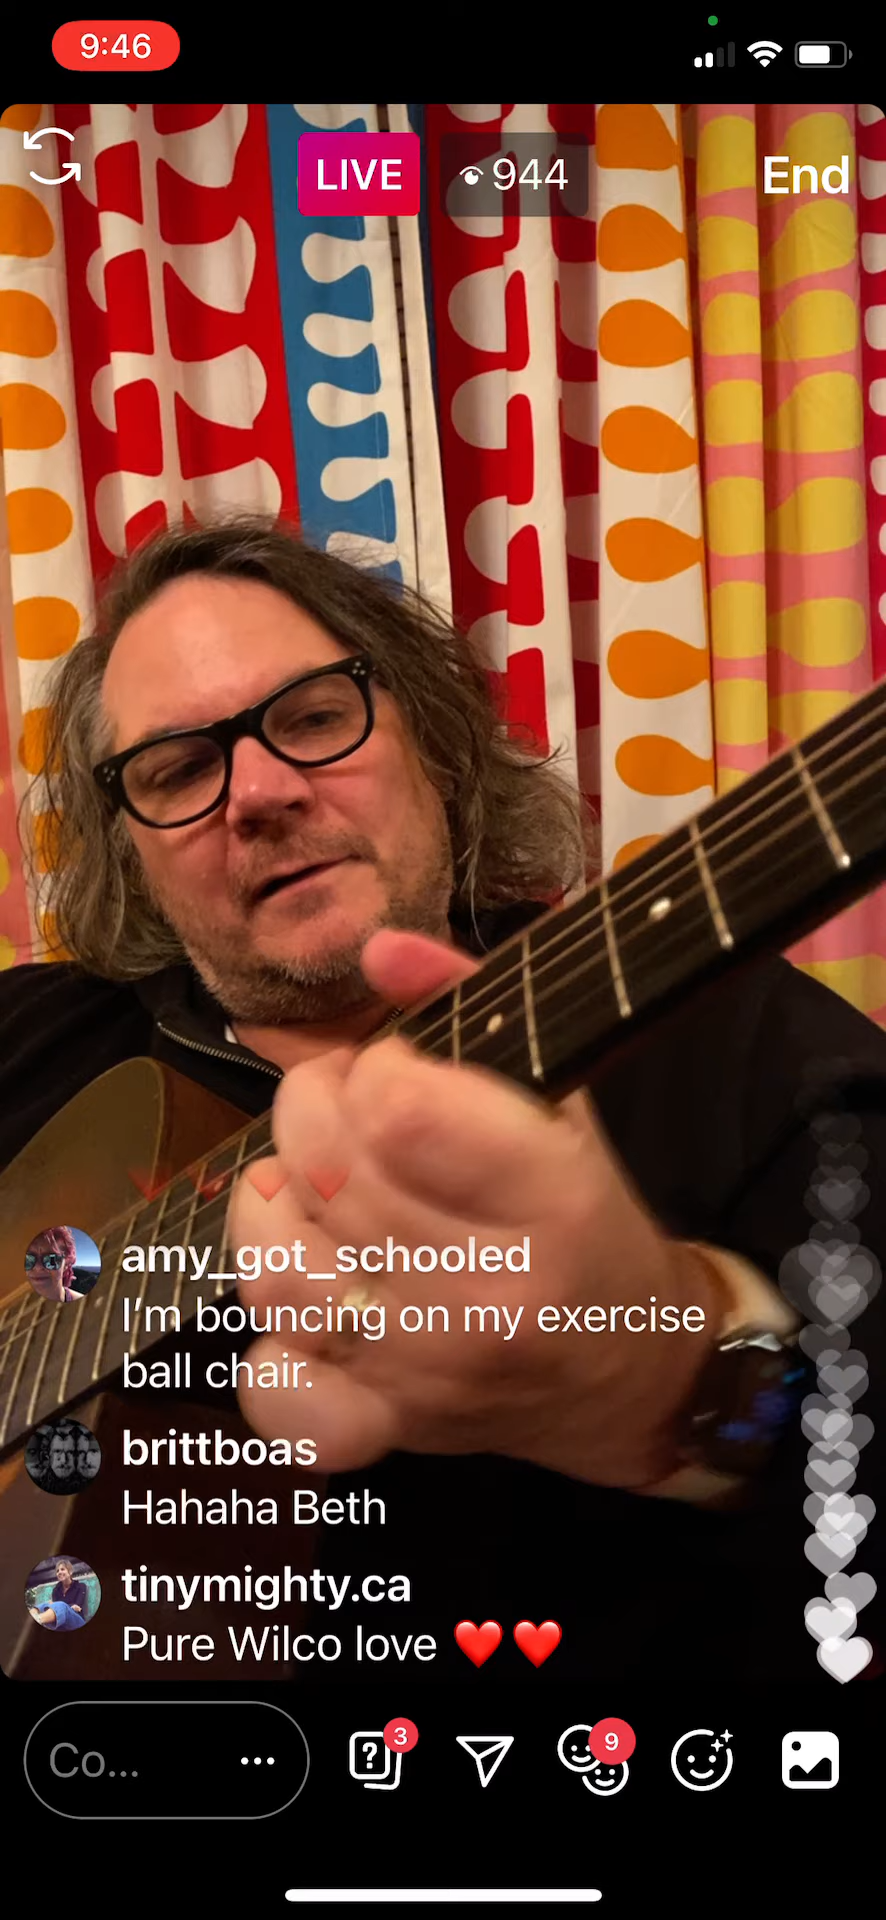 9:46
LIVE
944
End
amy_got_schooled
I’m bouncing on my exercise
ball chair.
brittboas
Hahaha Beth
tinymighty.ca
Pure Wilco love ❤️❤️
Co...
?
3
9